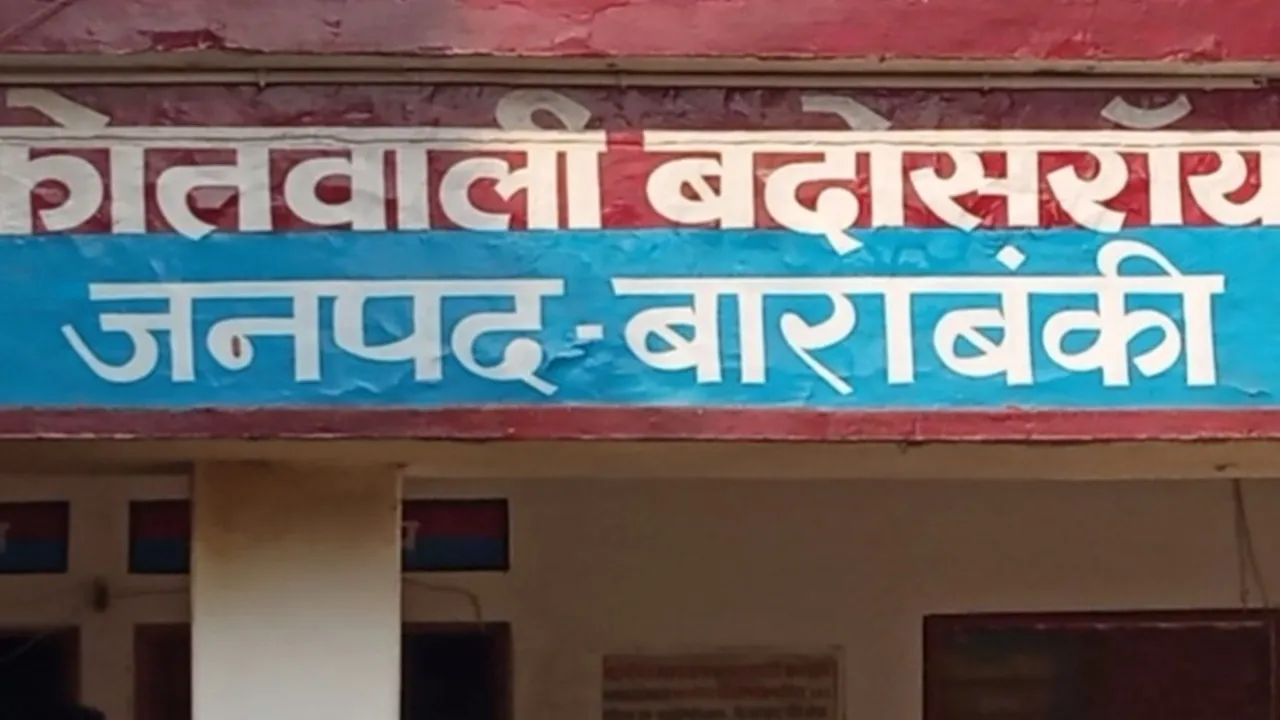 कोतवाली बदोसरॉय
जनपद-बाराबंकी